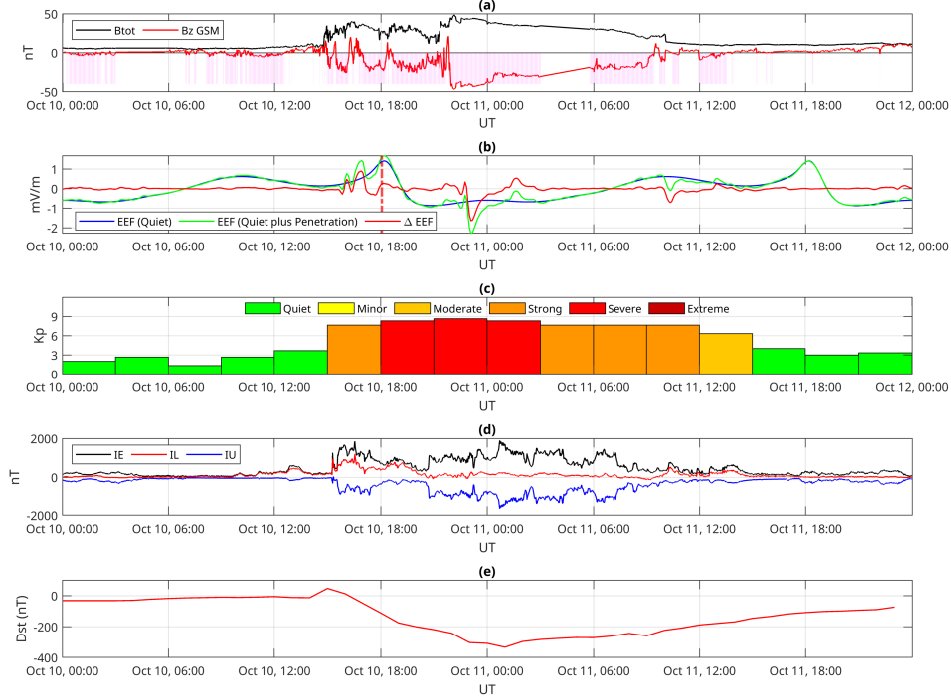 (a)
50
0
-50
nT
Btot
Bz GSM
Oct 10, 00:00
Oct 10, 06:00
Oct 10, 12:00
Oct 10, 18:00
Oct 11, 00:00
Oct 11, 06:00
Oct 11, 12:00
Oct 11, 18:00
Oct 12, 00:00
UT
(b)
1
0
-1
-2
mV/m
EEF (Quiet)
EEF (Quiet plus Penetration)
Δ EEF
Oct 10, 00:00
Oct 10, 06:00
Oct 10, 12:00
Oct 10, 18:00
Oct 11, 00:00
Oct 11, 06:00
Oct 11, 12:00
Oct 11, 18:00
Oct 12, 00:00
UT
(c)
9
6
3
0
Kp
Quiet
Minor
Moderate
Strong
Severe
Extreme
Oct 10, 00:00
Oct 10, 06:00
Oct 10, 12:00
Oct 10, 18:00
Oct 11, 00:00
Oct 11, 06:00
Oct 11, 12:00
Oct 11, 18:00
Oct 12, 00:00
UT
(d)
2000
0
-2000
nT
IE
IL
IU
Oct 10, 00:00
Oct 10, 06:00
Oct 10, 12:00
Oct 10, 18:00
Oct 11, 00:00
Oct 11, 06:00
Oct 11, 12:00
Oct 11, 18:00
Oct 12, 00:00
UT
(e)
0
-200
-400
Dst (nT)
Oct 10, 00:00
Oct 10, 06:00
Oct 10, 12:00
Oct 10, 18:00
Oct 11, 00:00
Oct 11, 06:00
Oct 11, 12:00
Oct 11, 18:00
Oct 12, 00:00
UT